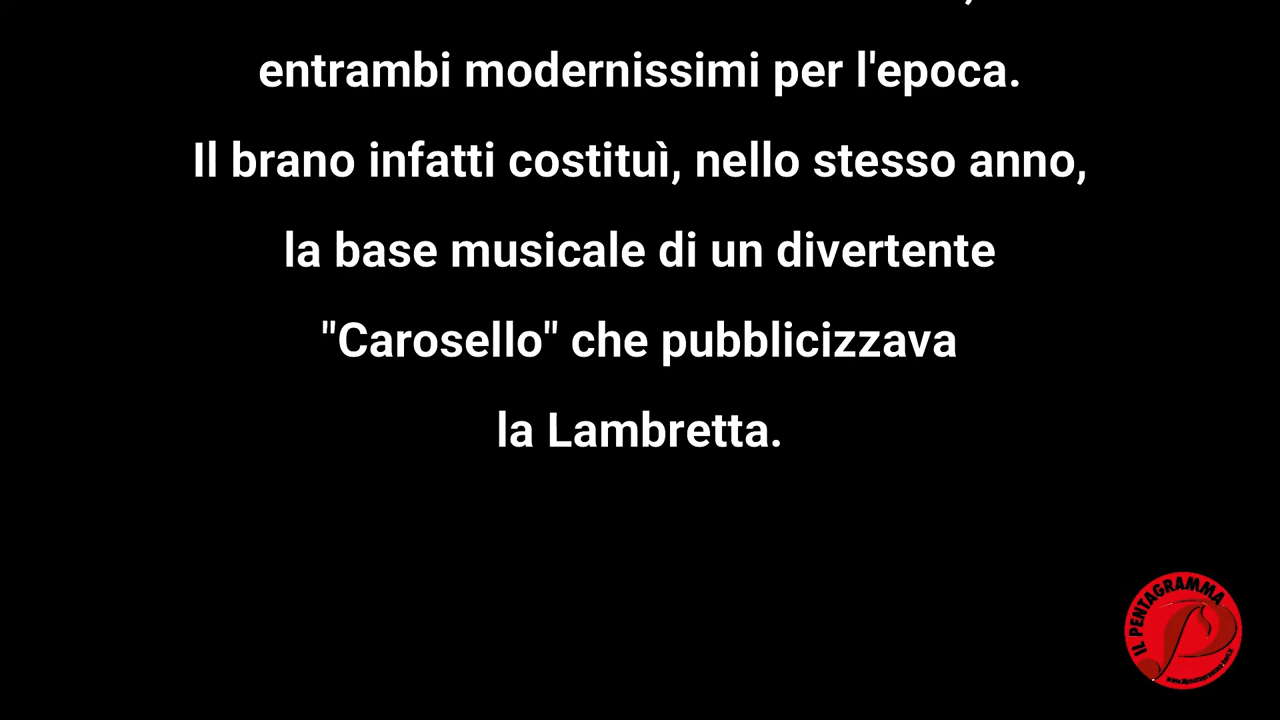 entrambi modernissimi per l'epoca.
Il brano infatti costituì, nello stesso anno,
la base musicale di un divertente
"Carosello" che pubblicizzava
la Lambretta.
IL PENTAGRAMMA